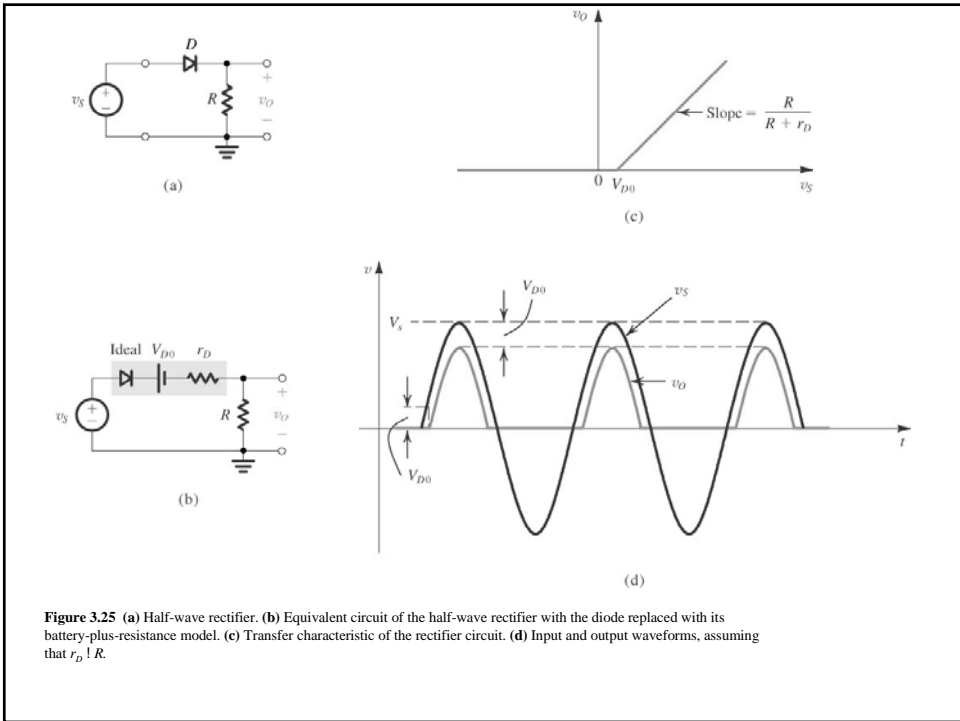 D
v_S
+
−
R
+
v_O
−
(a)
v_O
Slope = R / (R + r_D)
0 V_D0 v_S
(c)
Ideal V_D0 r_D
v_S
+
−
R
+
v_O
−
(b)
v
V_D0
v_S
V_s
v_O
V_D0
t
(d)
Figure 3.25 (a) Half-wave rectifier. (b) Equivalent circuit of the half-wave rectifier with the diode replaced with its
battery-plus-resistance model. (c) Transfer characteristic of the rectifier circuit. (d) Input and output waveforms, assuming
that r_D ! R.